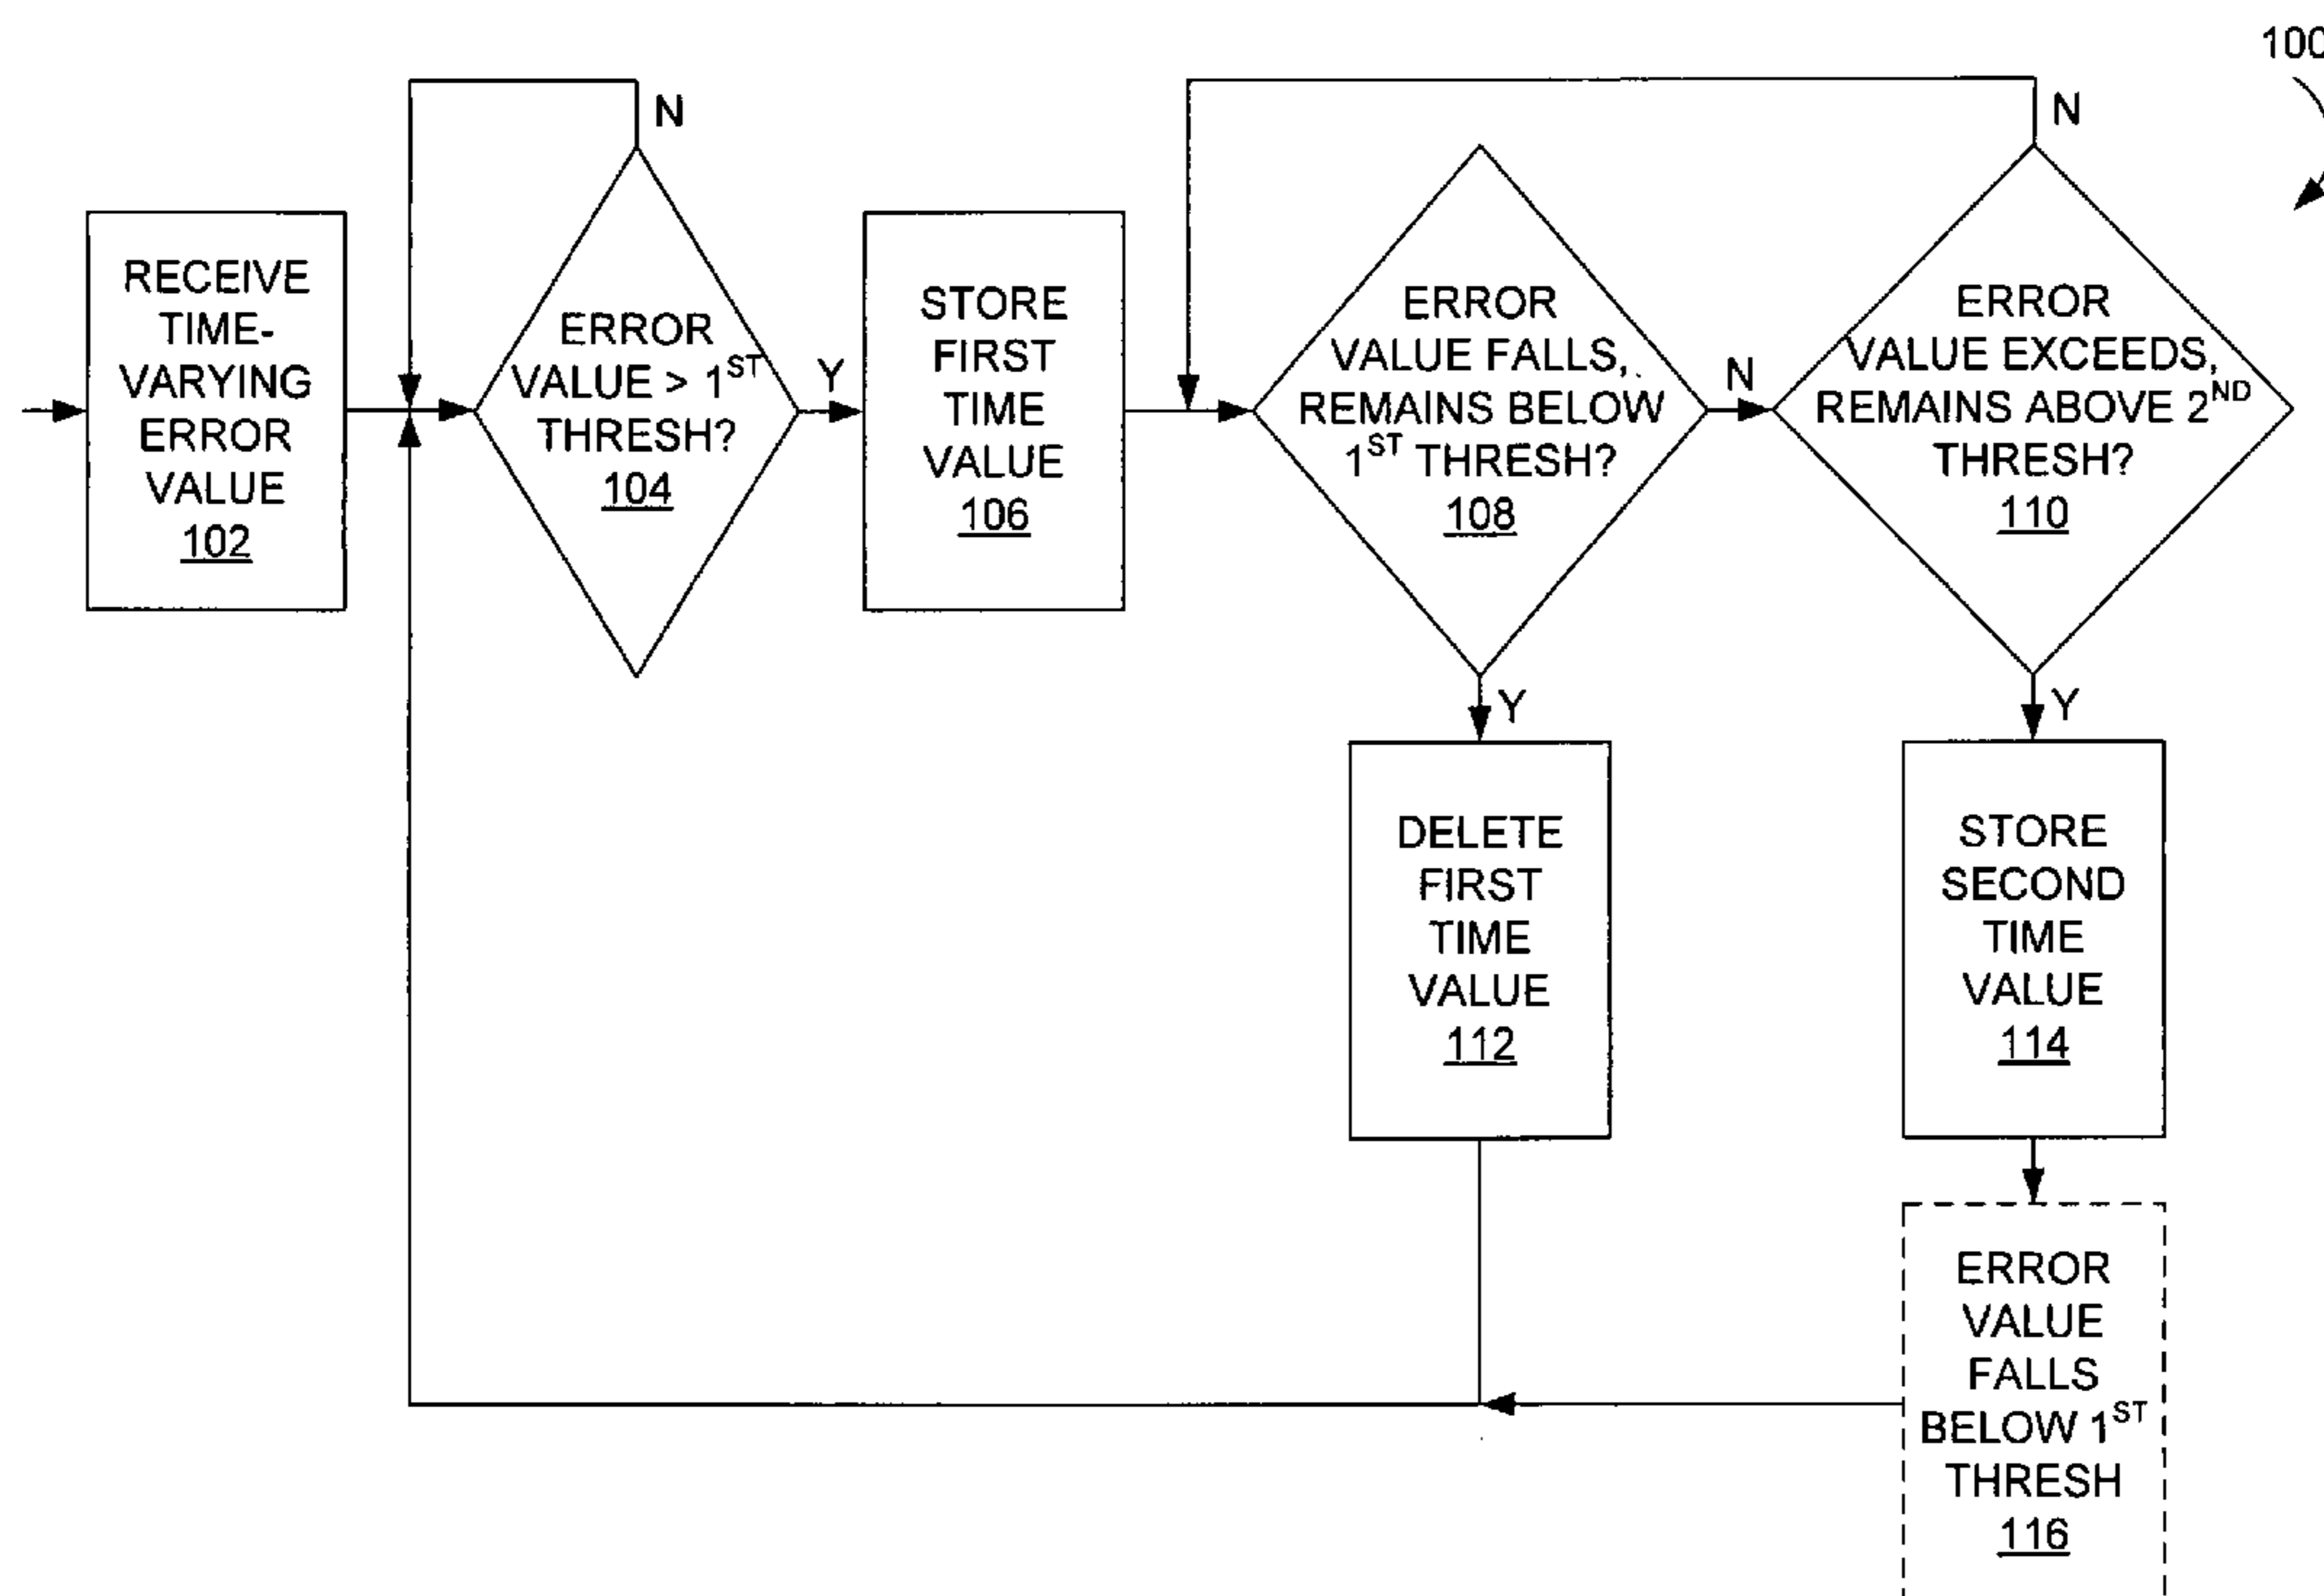 100
N
N
RECEIVE
TIME-
VARYING
ERROR
VALUE
102
ERROR
VALUE > 1ST
THRESH?
104
Y
STORE
FIRST
TIME
VALUE
106
ERROR
VALUE FALLS,
REMAINS BELOW
1ST THRESH?
108
N
ERROR
VALUE EXCEEDS,
REMAINS ABOVE 2ND
THRESH?
110
Y
Y
DELETE
FIRST
TIME
VALUE
112
STORE
SECOND
TIME
VALUE
114
ERROR
VALUE
FALLS
BELOW 1ST
THRESH
116